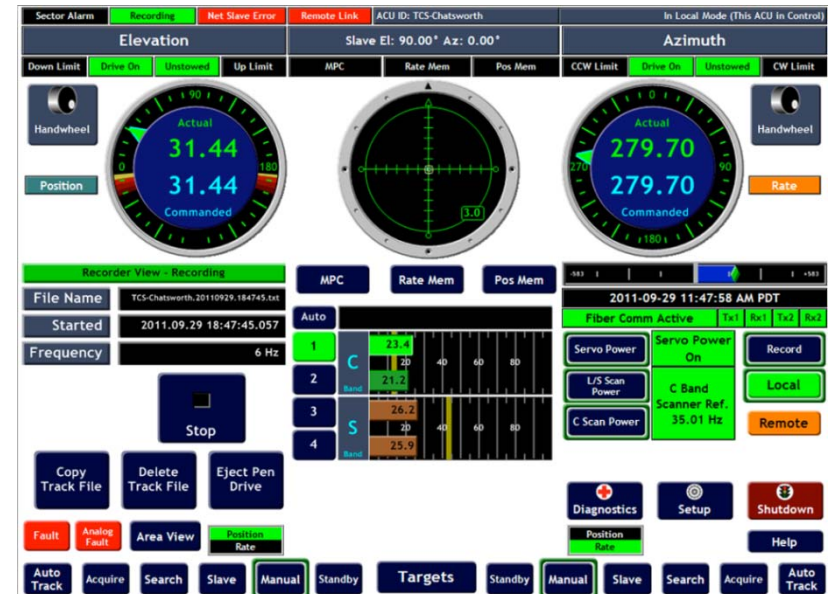 Sector Alarm Recording Net Slave Error Remote Link ACU ID: TCS-Chatsworth In Local Mode (This ACU in Control)
Elevation Slave El: 90.00° Az: 0.00° Azimuth
Down Limit Drive On Unstowed Up Limit MPC Rate Mem Pos Mem CCW Limit Drive On Unstowed CW Limit
Handwheel
Position
90
0
180
Actual
31.44
31.44
Commanded
3.0
0
270
90
180
Actual
279.70
279.70
Commanded
Handwheel
Rate
Recorder View - Recording
File Name TCS-Chatsworth.20110929.184745.txt
Started 2011.09.29 18:47:45.057
Frequency 6 Hz
Stop
Copy Track File
Delete Track File
Eject Pen Drive
Fault
Analog Fault
Area View
Position
Rate
MPC Rate Mem Pos Mem
Auto
1
2
3
4
C Band
23.4
20 40 60 80
21.2
S Band
26.2
20 40 60 80
25.9
-583 +583
2011-09-29 11:47:58 AM PDT
Fiber Comm Active Tx1 Rx1 Tx2 Rx2
Servo Power
Servo Power On
Record
L/S Scan Power
C Band Scanner Ref. 35.01 Hz
Local
C Scan Power
Remote
Diagnostics
Setup
Shutdown
Position
Rate
Help
Auto Track Acquire Search Slave Manual Standby Targets Standby Manual Slave Search Acquire Auto Track